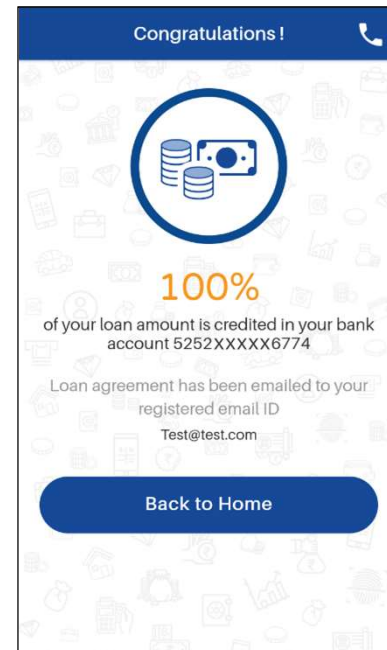 Congratulations !
100%
of your loan amount is credited in your bank
account 5252XXXXX6774
Loan agreement has been emailed to your
registered email ID
Test@test.com
Back to Home